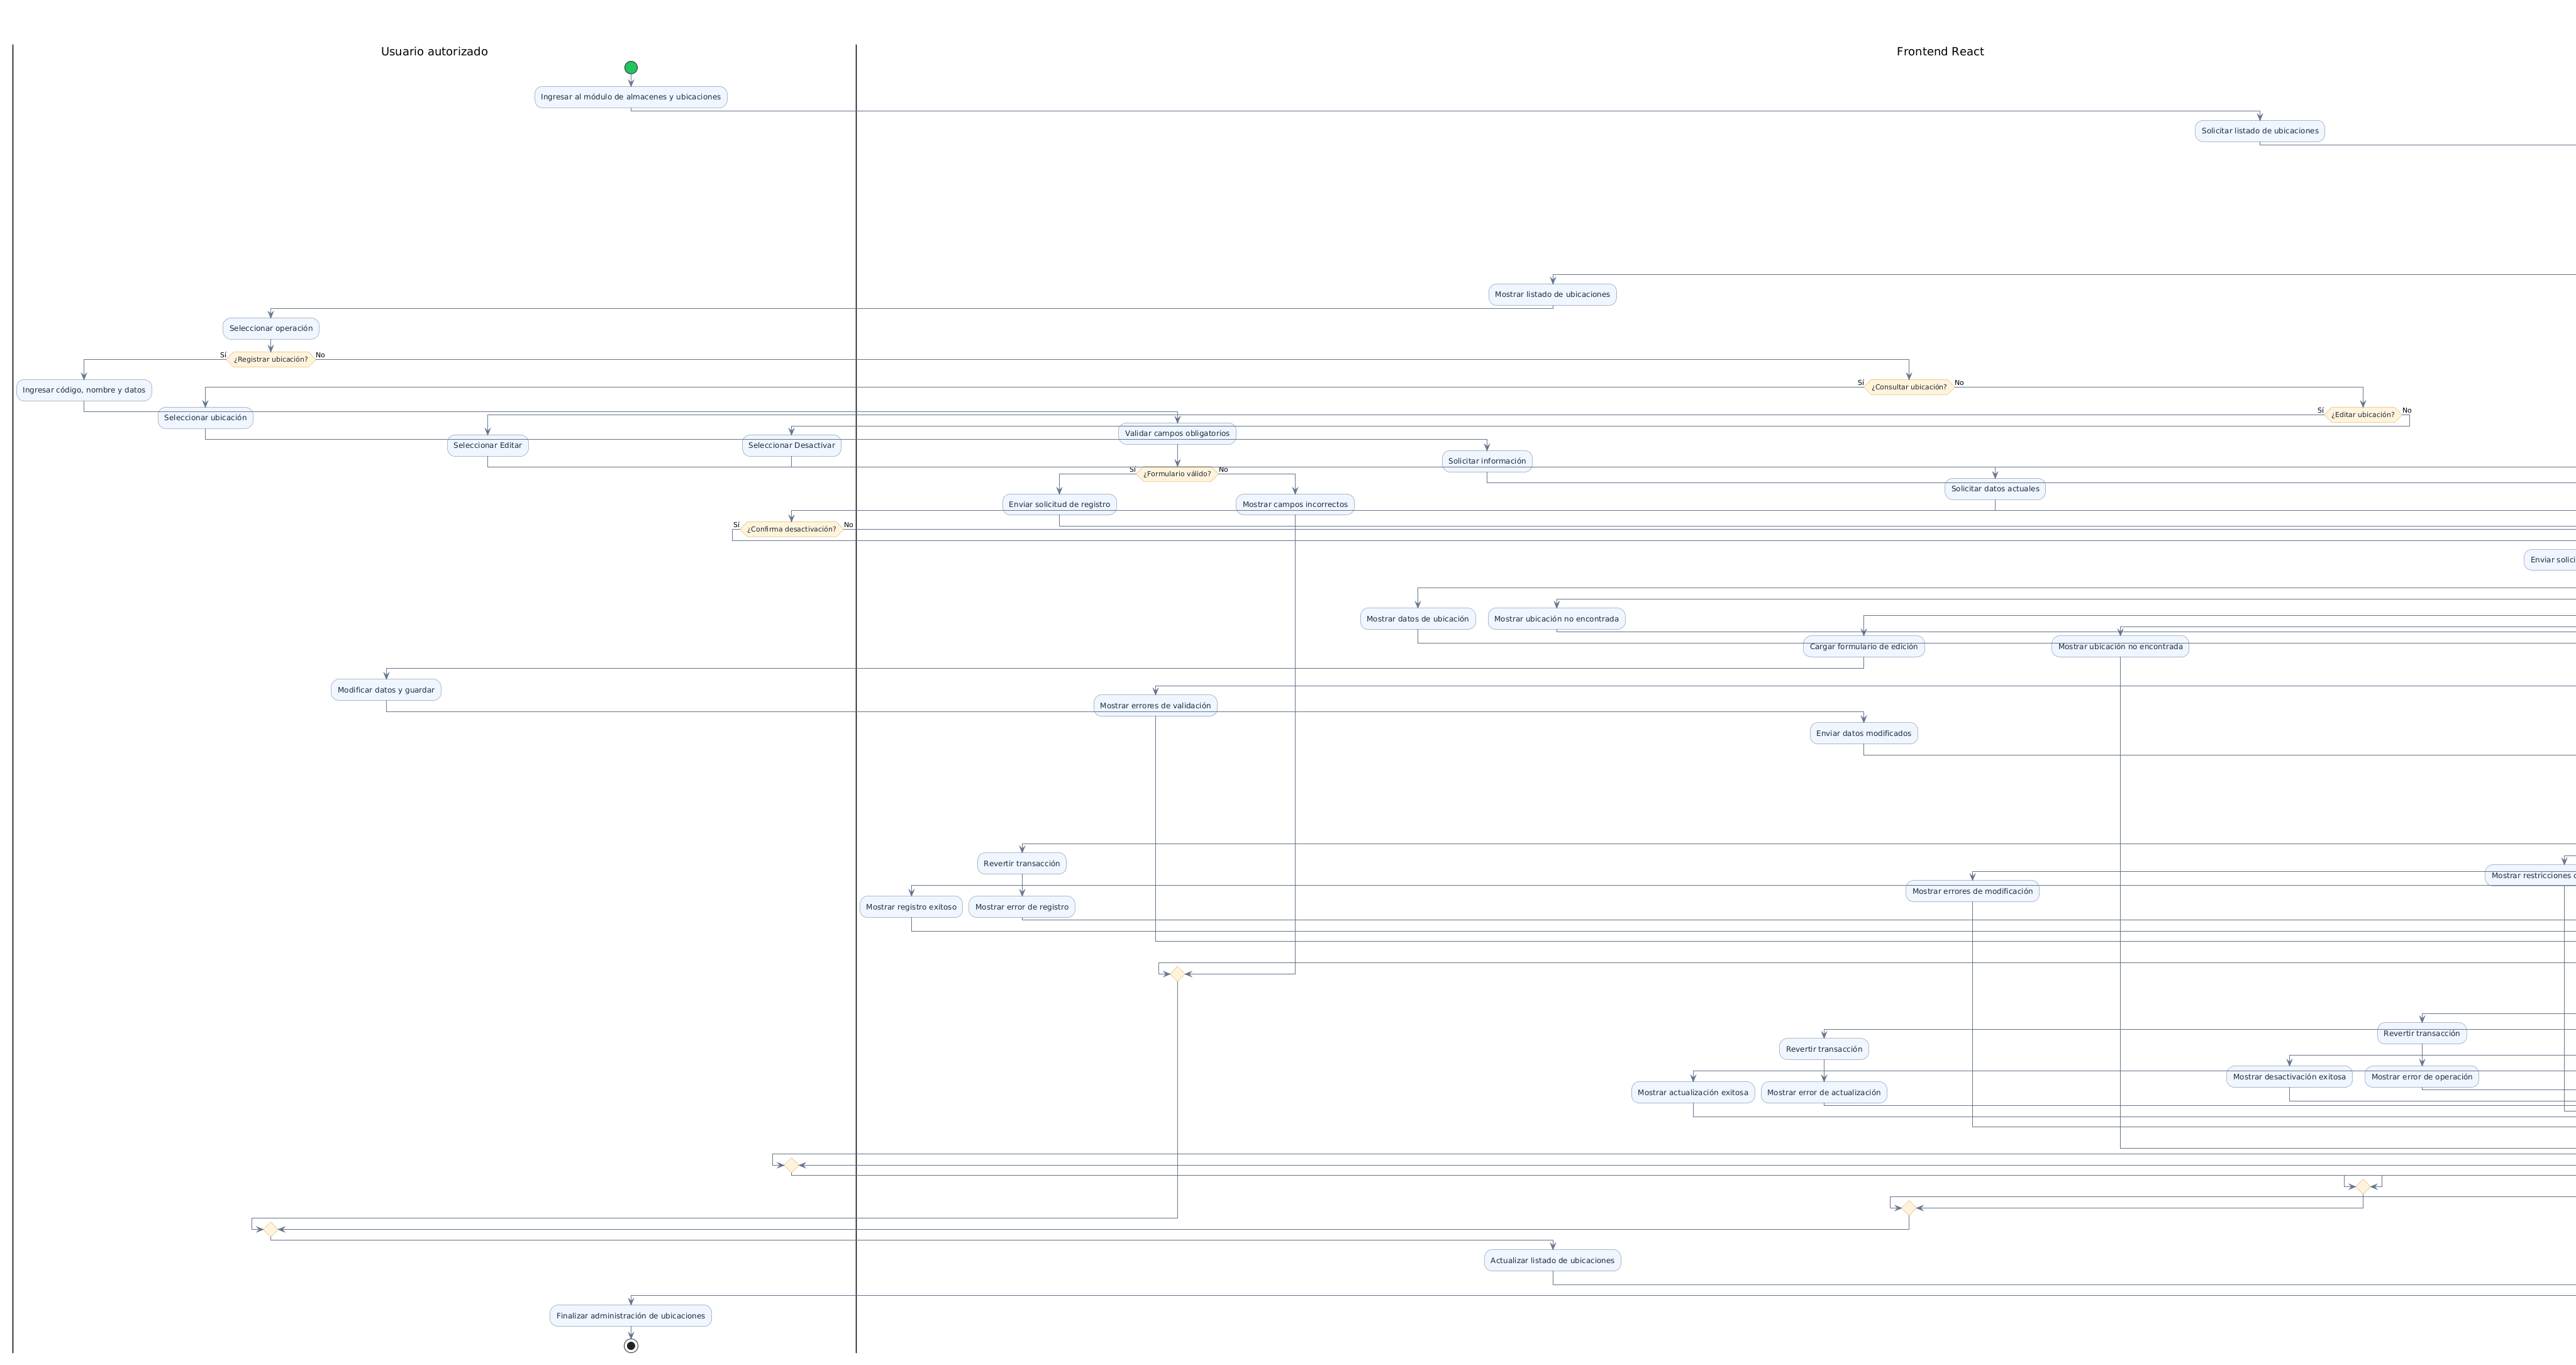 Usuario autorizado
Frontend React
Ingresar al módulo de almacenes y ubicaciones
Solicitar listado de ubicaciones
Mostrar listado de ubicaciones
Seleccionar operación
Sí
¿Registrar ubicación?
No
Ingresar código, nombre y datos
Sí
¿Consultar ubicación?
No
Seleccionar ubicación
Sí
¿Editar ubicación?
No
Validar campos obligatorios
Seleccionar Editar
Seleccionar Desactivar
Solicitar información
Sí
¿Formulario válido?
No
Solicitar datos actuales
Enviar solicitud de registro
Mostrar campos incorrectos
Sí
¿Confirma desactivación?
No
Enviar solici
Mostrar datos de ubicación
Mostrar ubicación no encontrada
Cargar formulario de edición
Mostrar ubicación no encontrada
Modificar datos y guardar
Mostrar errores de validación
Enviar datos modificados
Revertir transacción
Mostrar restricciones
Mostrar errores de modificación
Mostrar registro exitoso
Mostrar error de registro
Revertir transacción
Revertir transacción
Mostrar desactivación exitosa
Mostrar error de operación
Mostrar actualización exitosa
Mostrar error de actualización
Actualizar listado de ubicaciones
Finalizar administración de ubicaciones